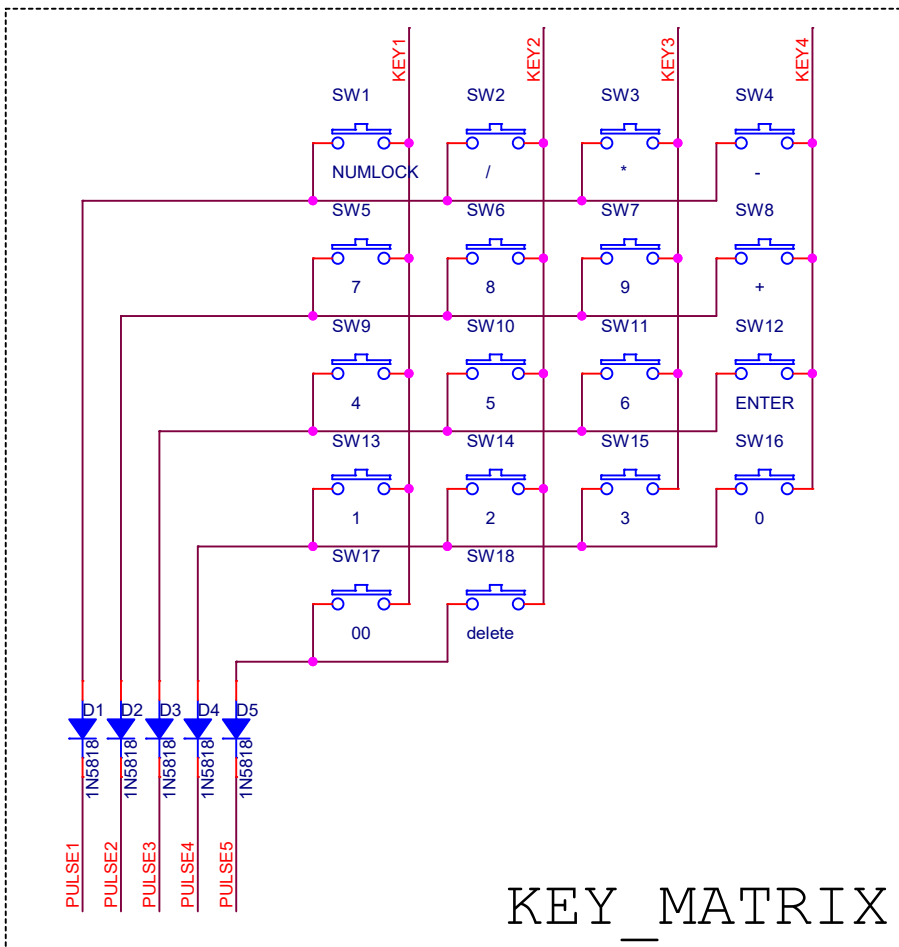 KEY1 KEY2 KEY3 KEY4
SW1 SW2 SW3 SW4
NUMLOCK / * -
SW5 SW6 SW7 SW8
7 8 9 +
SW9 SW10 SW11 SW12
4 5 6 ENTER
SW13 SW14 SW15 SW16
1 2 3 0
SW17 SW18
00 delete
D1 D2 D3 D4 D5
1N5818 1N5818 1N5818 1N5818 1N5818
PULSE1 PULSE2 PULSE3 PULSE4 PULSE5
KEY_MATRIX